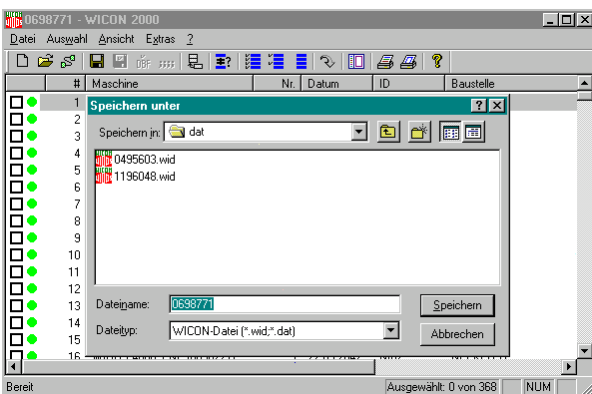 0698771 - WICON 2000
Datei Auswahl Ansicht Extras ?
# Maschine Nr. Datum ID Baustelle
1
Speichern unter
2
Speichern in: dat
3
4
0495603.wid
5
1196048.wid
6
7
8
9
10
11
12
13
Dateiname: 0698771 Speichern
14
Dateityp: WICON-Datei (*.wid;*.dat) Abbrechen
15
16
Bereit Ausgewählt: 0 von 368 NUM